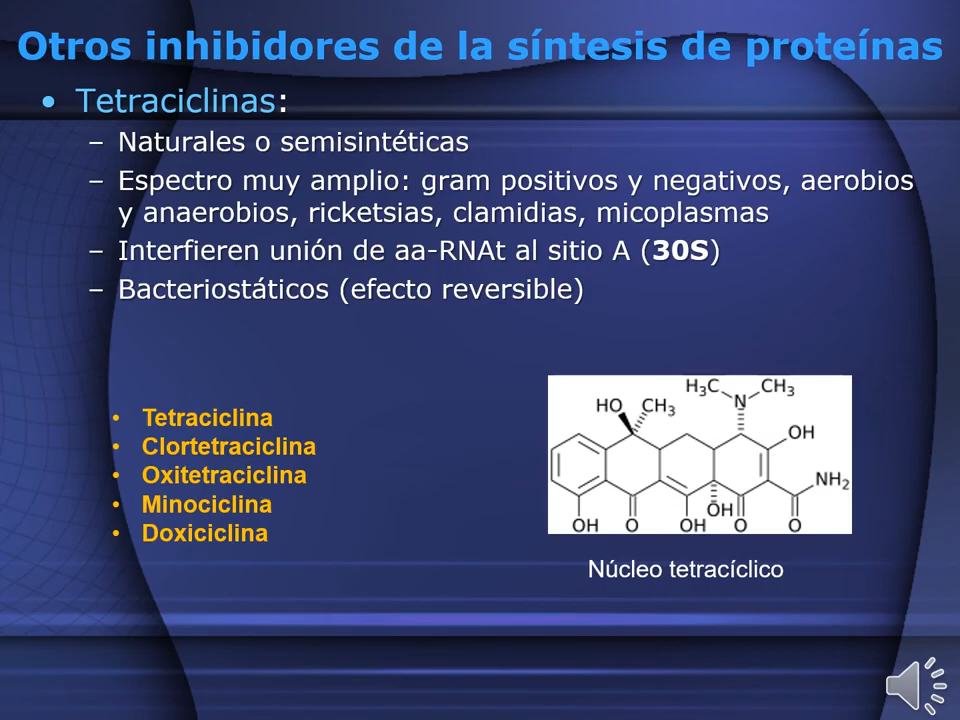 Otros inhibidores de la síntesis de proteínas
• Tetraciclinas:
– Naturales o semisintéticas
– Espectro muy amplio: gram positivos y negativos, aerobios
y anaerobios, ricketsias, clamidias, micoplasmas
– Interfieren unión de aa-RNAt al sitio A (30S)
– Bacteriostáticos (efecto reversible)
• Tetraciclina
• Clortetraciclina
• Oxitetraciclina
• Minociclina
• Doxiciclina
H₃C CH₃
HO CH₃ N
OH
NH₂
OH
OH O OH O O
Núcleo tetracíclico